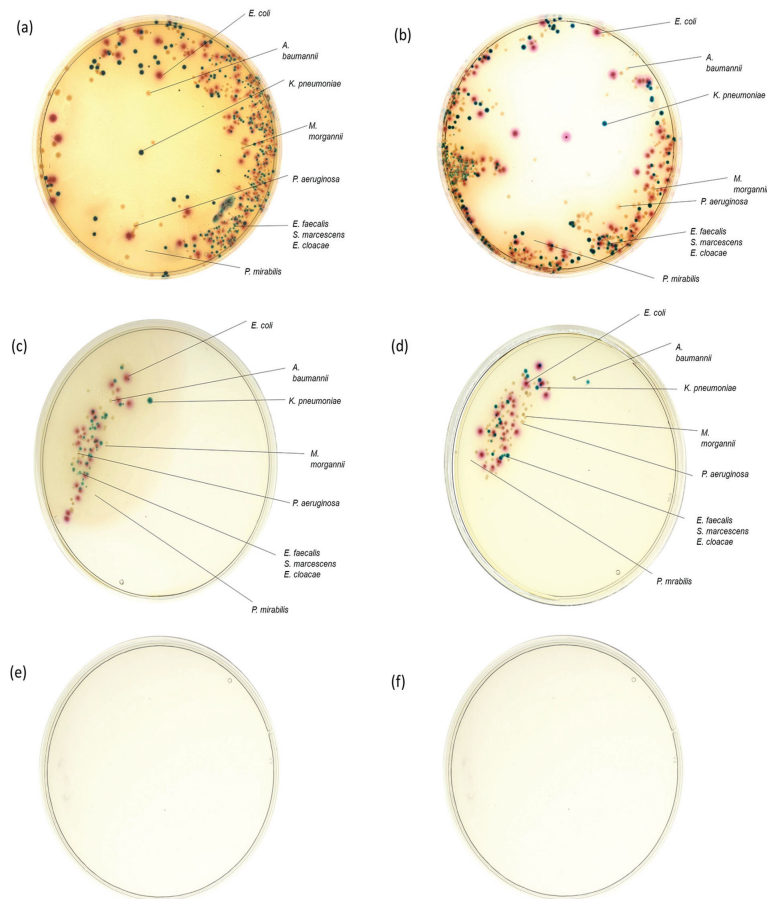 (a)
E. coli
A.
baumannii
K. pneumoniae
M.
morgannii
P. aeruginosa
E. faecalis
S. marcescens
E. cloacae
P. mirabilis
(b)
E. coli
A.
baumannii
K. pneumoniae
M.
morgannii
P. aeruginosa
E. faecalis
S. marcescens
E. cloacae
P. mirabilis
(c)
E. coli
A.
baumannii
K. pneumoniae
M.
morgannii
P. aeruginosa
E. faecalis
S. marcescens
E. cloacae
P. mirabilis
(d)
E. coli
A.
baumannii
K. pneumoniae
M.
morgannii
P. aeruginosa
E. faecalis
S. marcescens
E. cloacae
P. mirabilis
(e)
(f)